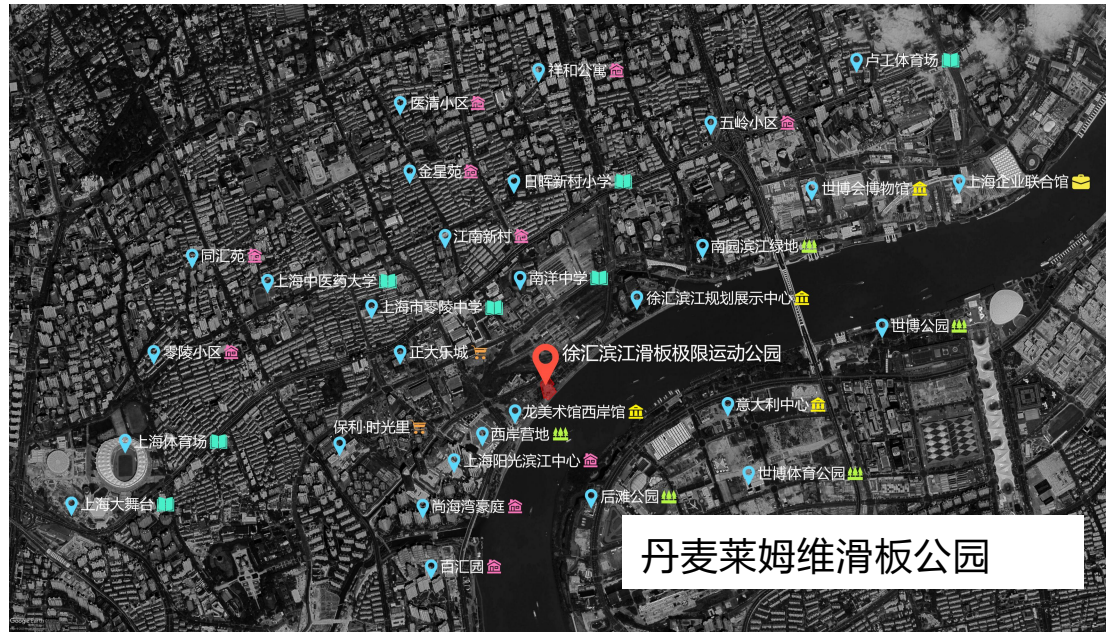 卢工体育场
祥和公寓
医清小区
五岭小区
金星苑
日晖新村小学
世博会博物馆
上海企业联合馆
江南新村
南园滨江绿地
同汇苑
上海中医药大学
南洋中学
徐汇滨江规划展示中心
上海市零陵中学
世博公园
零陵小区
正大乐城
徐汇滨江滑板极限运动公园
龙美术馆西岸馆
意大利中心
保利·时光里
西岸营地
上海体育场
上海阳光滨江中心
世博体育公园
后滩公园
上海大舞台
尚海湾豪庭
丹麦莱姆维滑板公园
百汇园
Google Earth